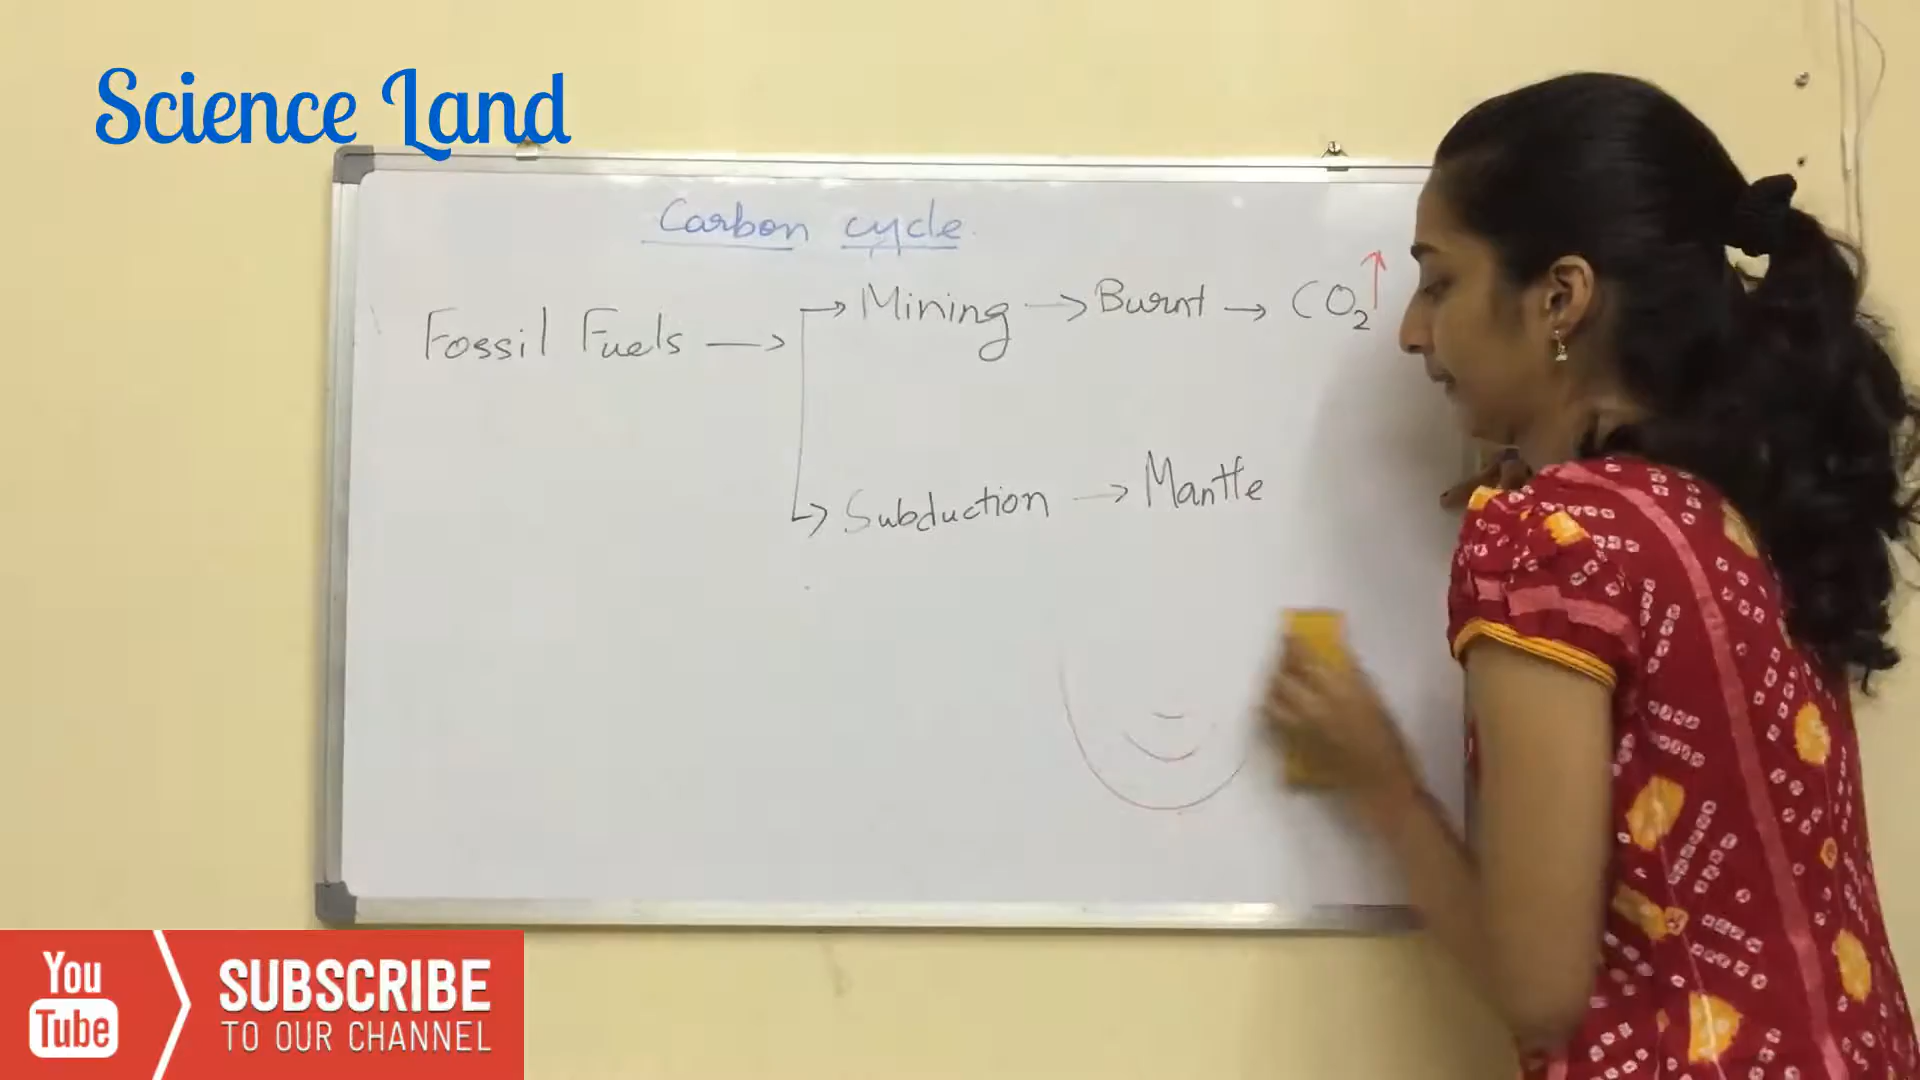 Science Land
Carbon cycle
Fossil Fuels → → Mining → Burnt → CO₂ ↑
→ Subduction → Mantle
You
Tube
SUBSCRIBE
TO OUR CHANNEL